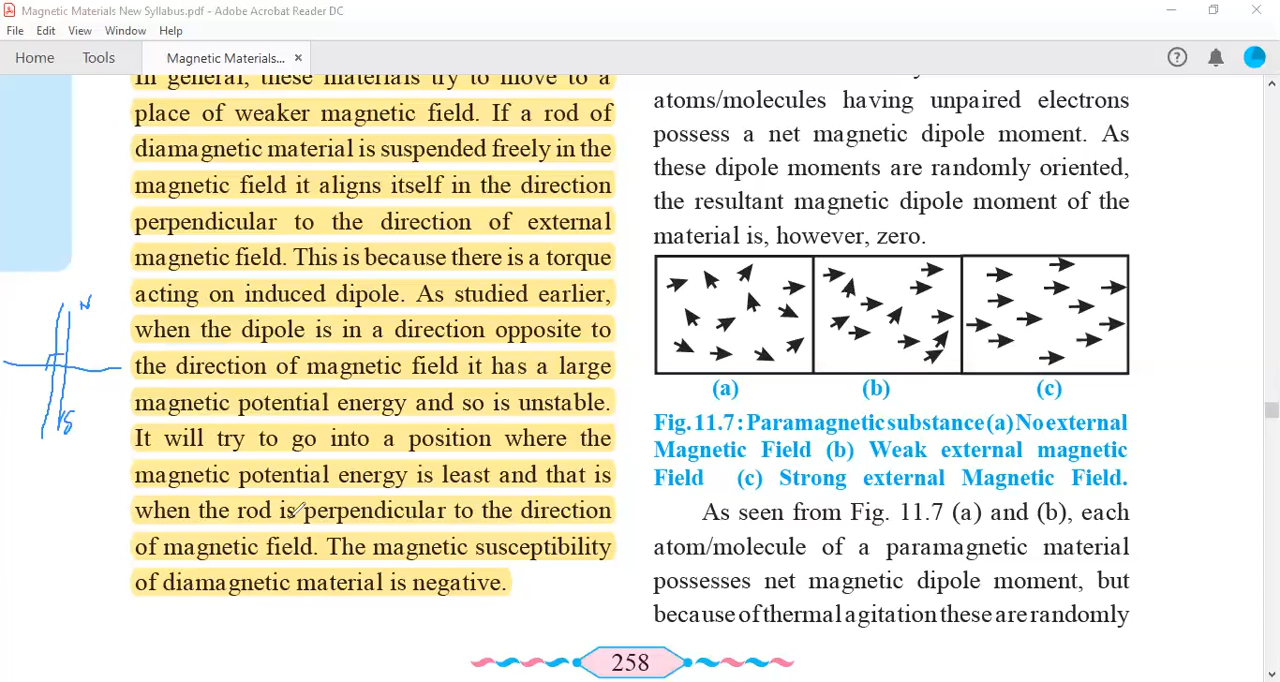 Magnetic Materials New Syllabus.pdf - Adobe Acrobat Reader DC
File Edit View Window Help
Home Tools Magnetic Materials... ×
In general, these materials try to move to a
place of weaker magnetic field. If a rod of
diamagnetic material is suspended freely in the
magnetic field it aligns itself in the direction
perpendicular to the direction of external
magnetic field. This is because there is a torque
acting on induced dipole. As studied earlier,
when the dipole is in a direction opposite to
the direction of magnetic field it has a large
magnetic potential energy and so is unstable.
It will try to go into a position where the
magnetic potential energy is least and that is
when the rod is perpendicular to the direction
of magnetic field. The magnetic susceptibility
of diamagnetic material is negative.
N
S
atoms/molecules having unpaired electrons
possess a net magnetic dipole moment. As
these dipole moments are randomly oriented,
the resultant magnetic dipole moment of the
material is, however, zero.
(a) (b) (c)
Fig. 11.7: Paramagnetic substance (a) No external
Magnetic Field (b) Weak external magnetic
Field (c) Strong external Magnetic Field.
As seen from Fig. 11.7 (a) and (b), each
atom/molecule of a paramagnetic material
possesses net magnetic dipole moment, but
because of thermal agitation these are randomly
258